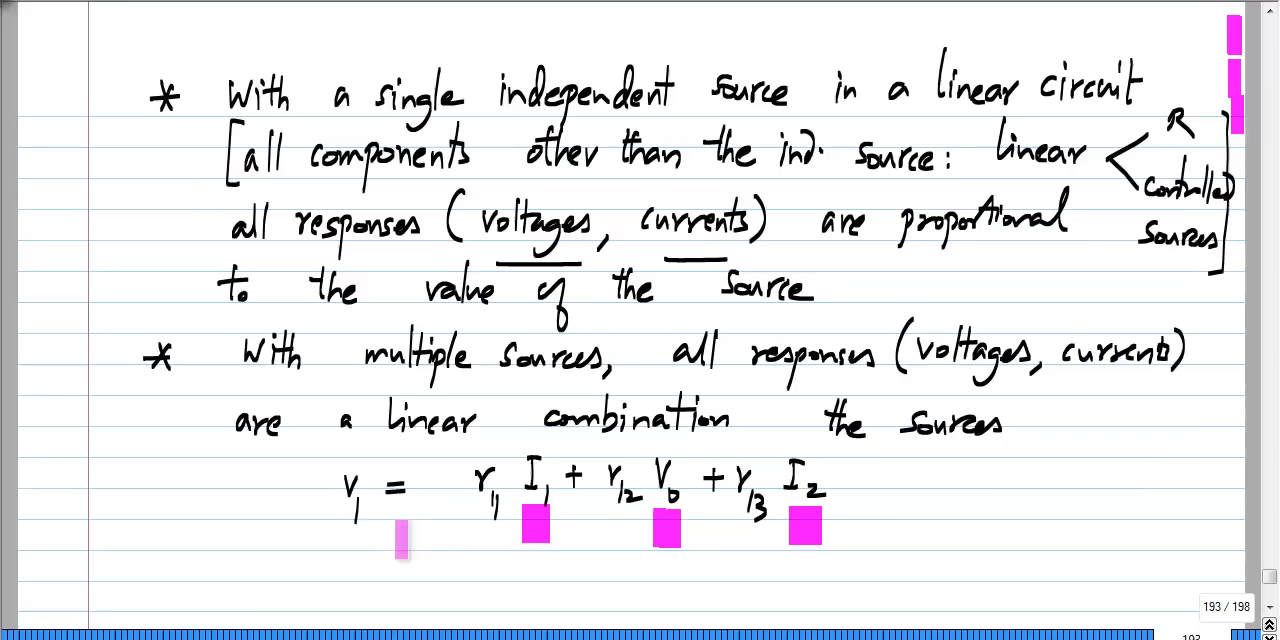 * With a single independent source in a linear circuit
[all components other than the ind. source: linear < R
controlled
sources]
all responses (voltages, currents) are proportional
to the value of the source
* With multiple sources, all responses (voltages, currents)
are a linear combination the sources
V₁ = r₁₁ I₁ + r₁₂ V₀ + r₁₃ I₂
193 / 198
193